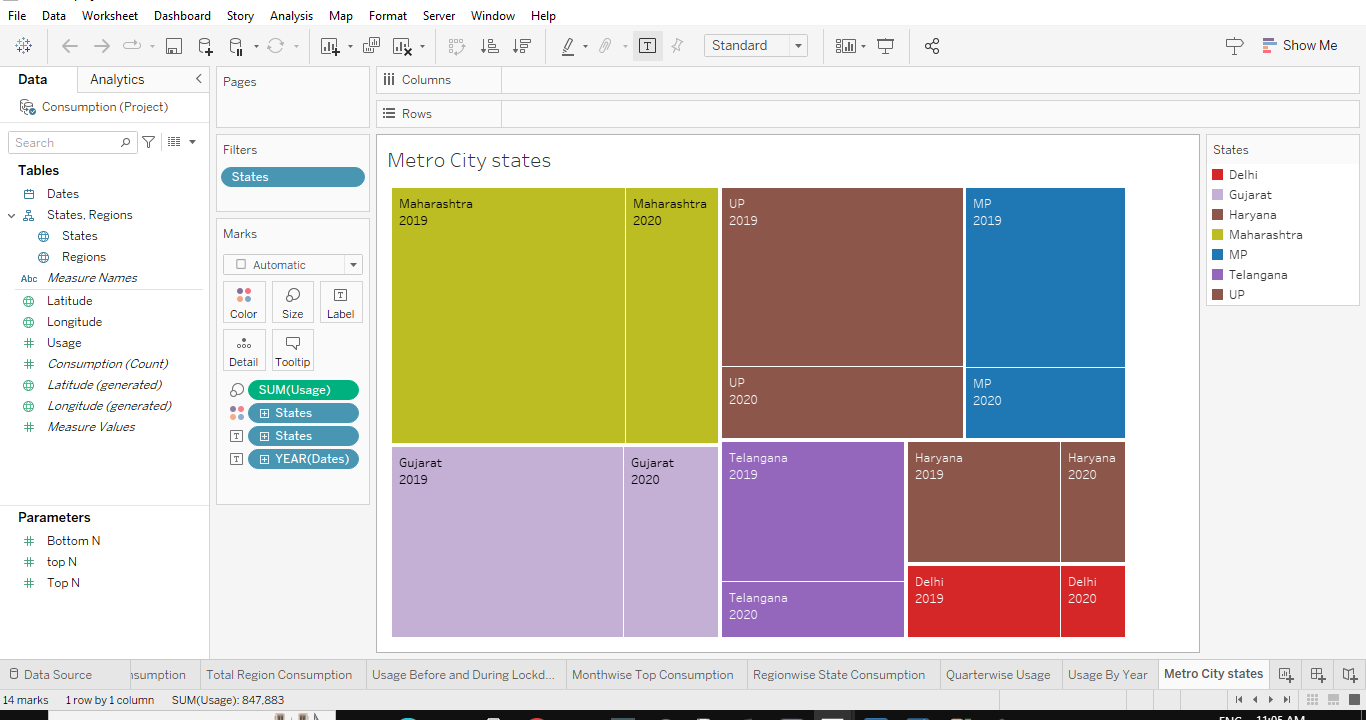 File Data Worksheet Dashboard Story Analysis Map Format Server Window Help
Standard
Show Me
Data Analytics
Consumption (Project)
Search
Tables
Dates
States, Regions
States
Regions
Abc Measure Names
Latitude
Longitude
Usage
Consumption (Count)
Latitude (generated)
Longitude (generated)
Measure Values
Parameters
Bottom N
top N
Top N
Pages
Filters
States
Marks
Automatic
Color Size Label
Detail Tooltip
SUM(Usage)
States
States
YEAR(Dates)
Columns
Rows
Metro City states
Maharashtra
2019
Maharashtra
2020
UP
2019
MP
2019
UP
2020
MP
2020
Gujarat
2019
Gujarat
2020
Telangana
2019
Haryana
2019
Haryana
2020
Telangana
2020
Delhi
2019
Delhi
2020
States
Delhi
Gujarat
Haryana
Maharashtra
MP
Telangana
UP
Data Source nsumption Total Region Consumption Usage Before and During Lockd... Monthwise Top Consumption Regionwise State Consumption Quarterwise Usage Usage By Year Metro City states
14 marks 1 row by 1 column SUM(Usage): 847,883